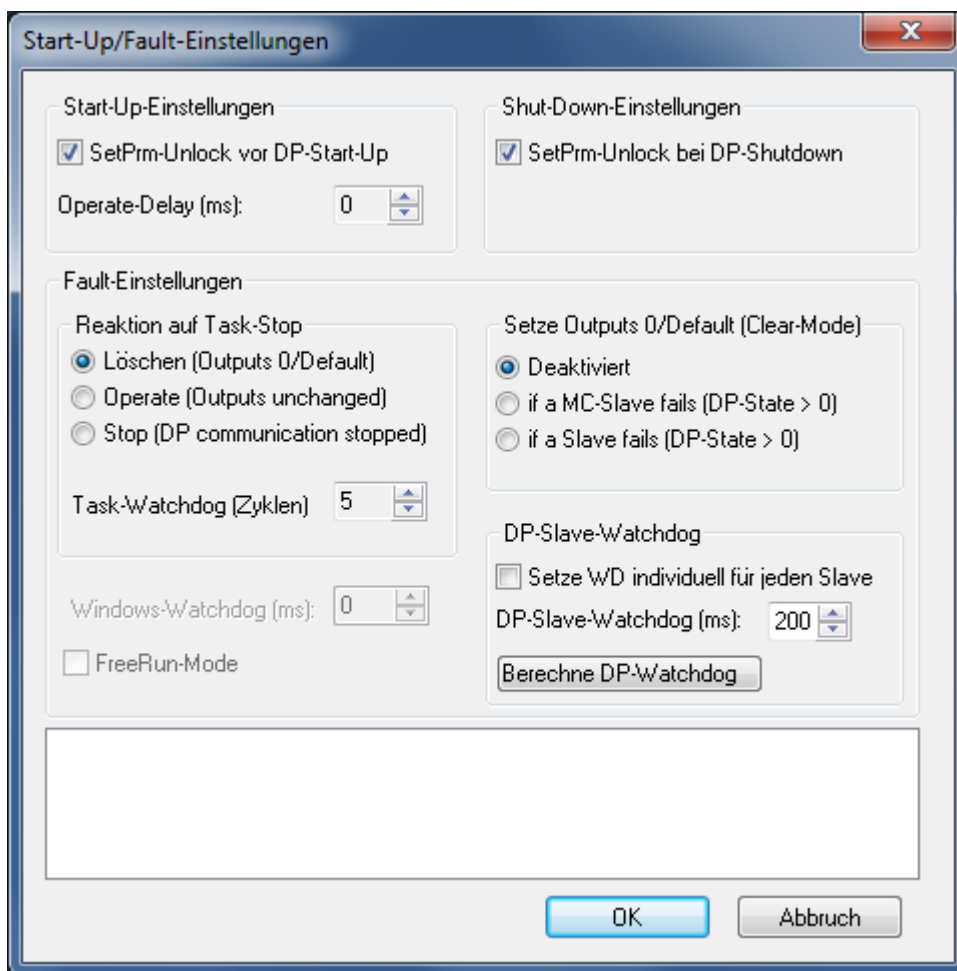 Start-Up/Fault-Einstellungen
Start-Up-Einstellungen
SetPrm-Unlock vor DP-Start-Up
Operate-Delay (ms): 0
Shut-Down-Einstellungen
SetPrm-Unlock bei DP-Shutdown
Fault-Einstellungen
Reaktion auf Task-Stop
Löschen (Outputs 0/Default)
Operate (Outputs unchanged)
Stop (DP communication stopped)
Task-Watchdog (Zyklen) 5
Windows-Watchdog (ms): 0
FreeRun-Mode
Setze Outputs 0/Default (Clear-Mode)
Deaktiviert
if a MC-Slave fails (DP-State > 0)
if a Slave fails (DP-State > 0)
DP-Slave-Watchdog
Setze WD individuell für jeden Slave
DP-Slave-Watchdog (ms): 200
Berechne DP-Watchdog
OK Abbruch